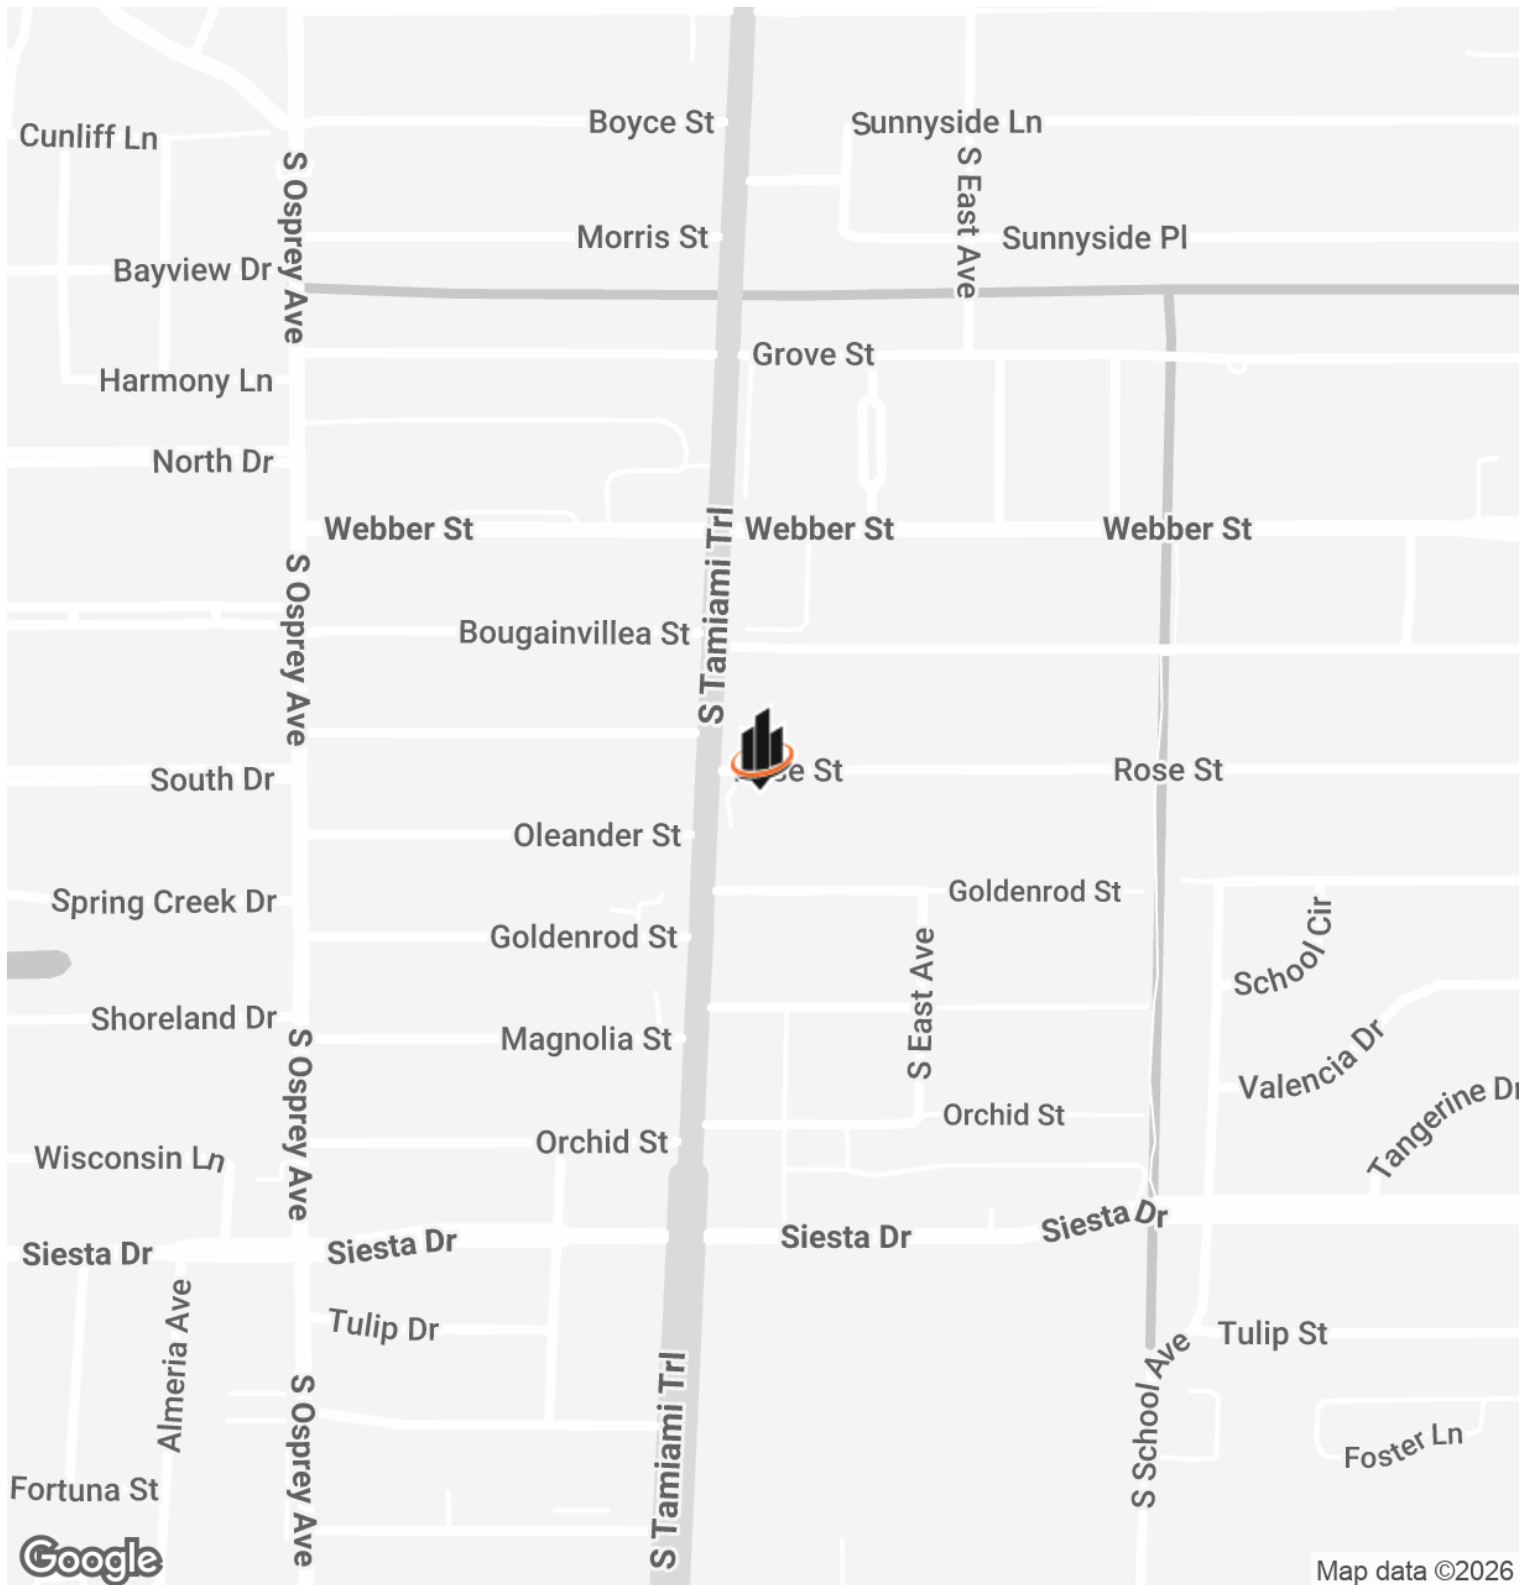 Boyce St
Sunnyside Ln
Cunliff Ln
S Osprey Ave
S East Ave
Morris St
Sunnyside Pl
Bayview Dr
Grove St
Harmony Ln
North Dr
Webber St
Webber St
Webber St
S Tamiami Trl
S Osprey Ave
Bougainvillea St
St
Rose St
South Dr
Oleander St
Goldenrod St
Spring Creek Dr
School Cir
Goldenrod St
S East Ave
Shoreland Dr
Magnolia St
S Osprey Ave
Valencia Dr
Tangerine Dr
Orchid St
Orchid St
Wisconsin Ln
Siesta Dr
Siesta Dr
Siesta Dr
Siesta Dr
Almeria Ave
Tulip Dr
Tulip St
S Tamiami Trl
S School Ave
S Osprey Ave
Foster Ln
Fortuna St
Google
Map data ©2026